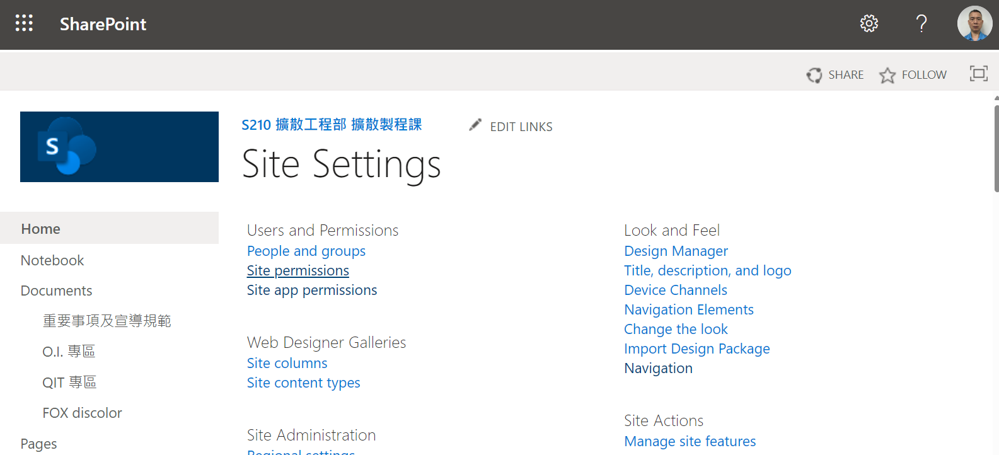 SharePoint
SHARE
FOLLOW
S
S210 擴散工程部 擴散製程課
EDIT LINKS
Site Settings
Home
Notebook
Documents
重要事項及宣導規範
O.I. 專區
QIT 專區
FOX discolor
Pages
Users and Permissions
People and groups
Site permissions
Site app permissions
Web Designer Galleries
Site columns
Site content types
Site Administration
Regional settings
Look and Feel
Design Manager
Title, description, and logo
Device Channels
Navigation Elements
Change the look
Import Design Package
Navigation
Site Actions
Manage site features